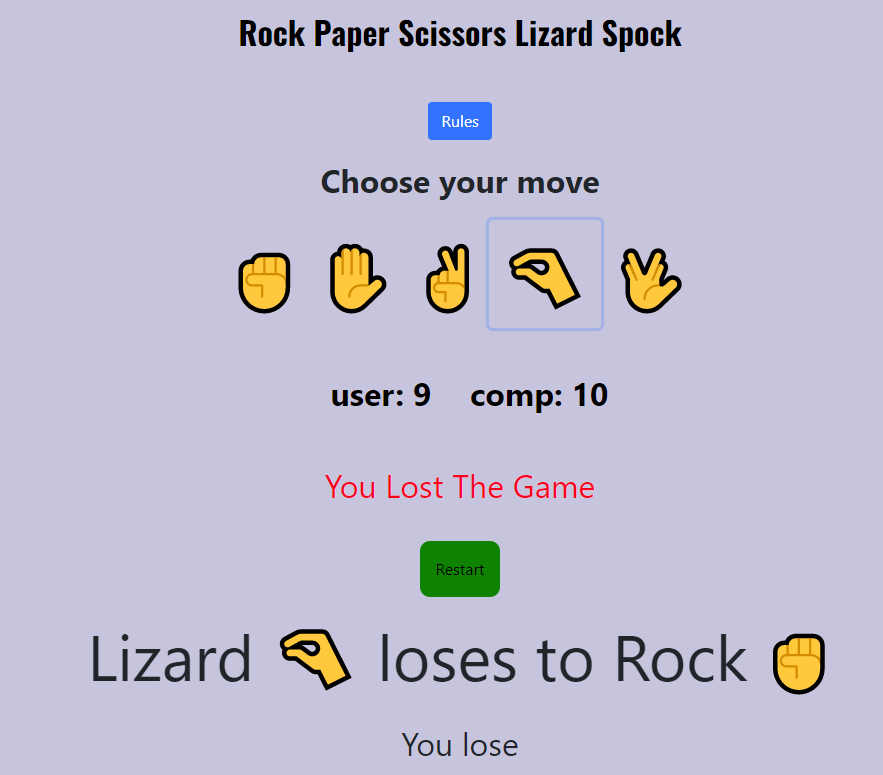 Rock Paper Scissors Lizard Spock
Rules
Choose your move
user: 9 comp: 10
You Lost The Game
Restart
Lizard loses to Rock
You lose